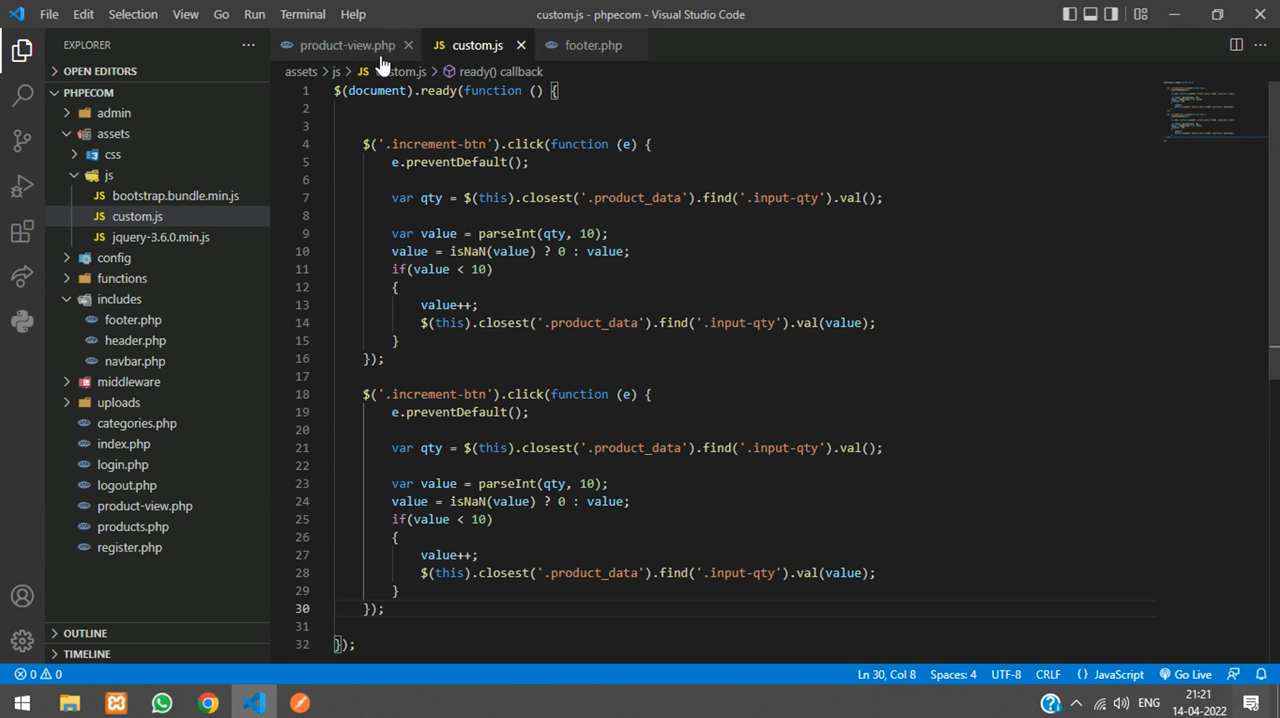 File Edit Selection View Go Run Terminal Help custom.js - phpecom - Visual Studio Code
EXPLORER
product-view.php JS custom.js footer.php
OPEN EDITORS
assets > js > JS custom.js > ready() callback
PHPECOM
admin
assets
css
js
JS bootstrap.bundle.min.js
JS custom.js
JS jquery-3.6.0.min.js
config
functions
includes
footer.php
header.php
navbar.php
middleware
uploads
categories.php
index.php
login.php
logout.php
product-view.php
products.php
register.php
OUTLINE
TIMELINE
1 $(document).ready(function () {
2
3
4 $('.increment-btn').click(function (e) {
5 e.preventDefault();
6
7 var qty = $(this).closest('.product_data').find('.input-qty').val();
8
9 var value = parseInt(qty, 10);
10 value = isNaN(value) ? 0 : value;
11 if(value < 10)
12 {
13 value++;
14 $(this).closest('.product_data').find('.input-qty').val(value);
15 }
16 });
17
18 $('.increment-btn').click(function (e) {
19 e.preventDefault();
20
21 var qty = $(this).closest('.product_data').find('.input-qty').val();
22
23 var value = parseInt(qty, 10);
24 value = isNaN(value) ? 0 : value;
25 if(value < 10)
26 {
27 value++;
28 $(this).closest('.product_data').find('.input-qty').val(value);
29 }
30 });
31
32 });
0 0 Ln 30, Col 8 Spaces: 4 UTF-8 CRLF {} JavaScript Go Live
ENG 21:21
14-04-2022